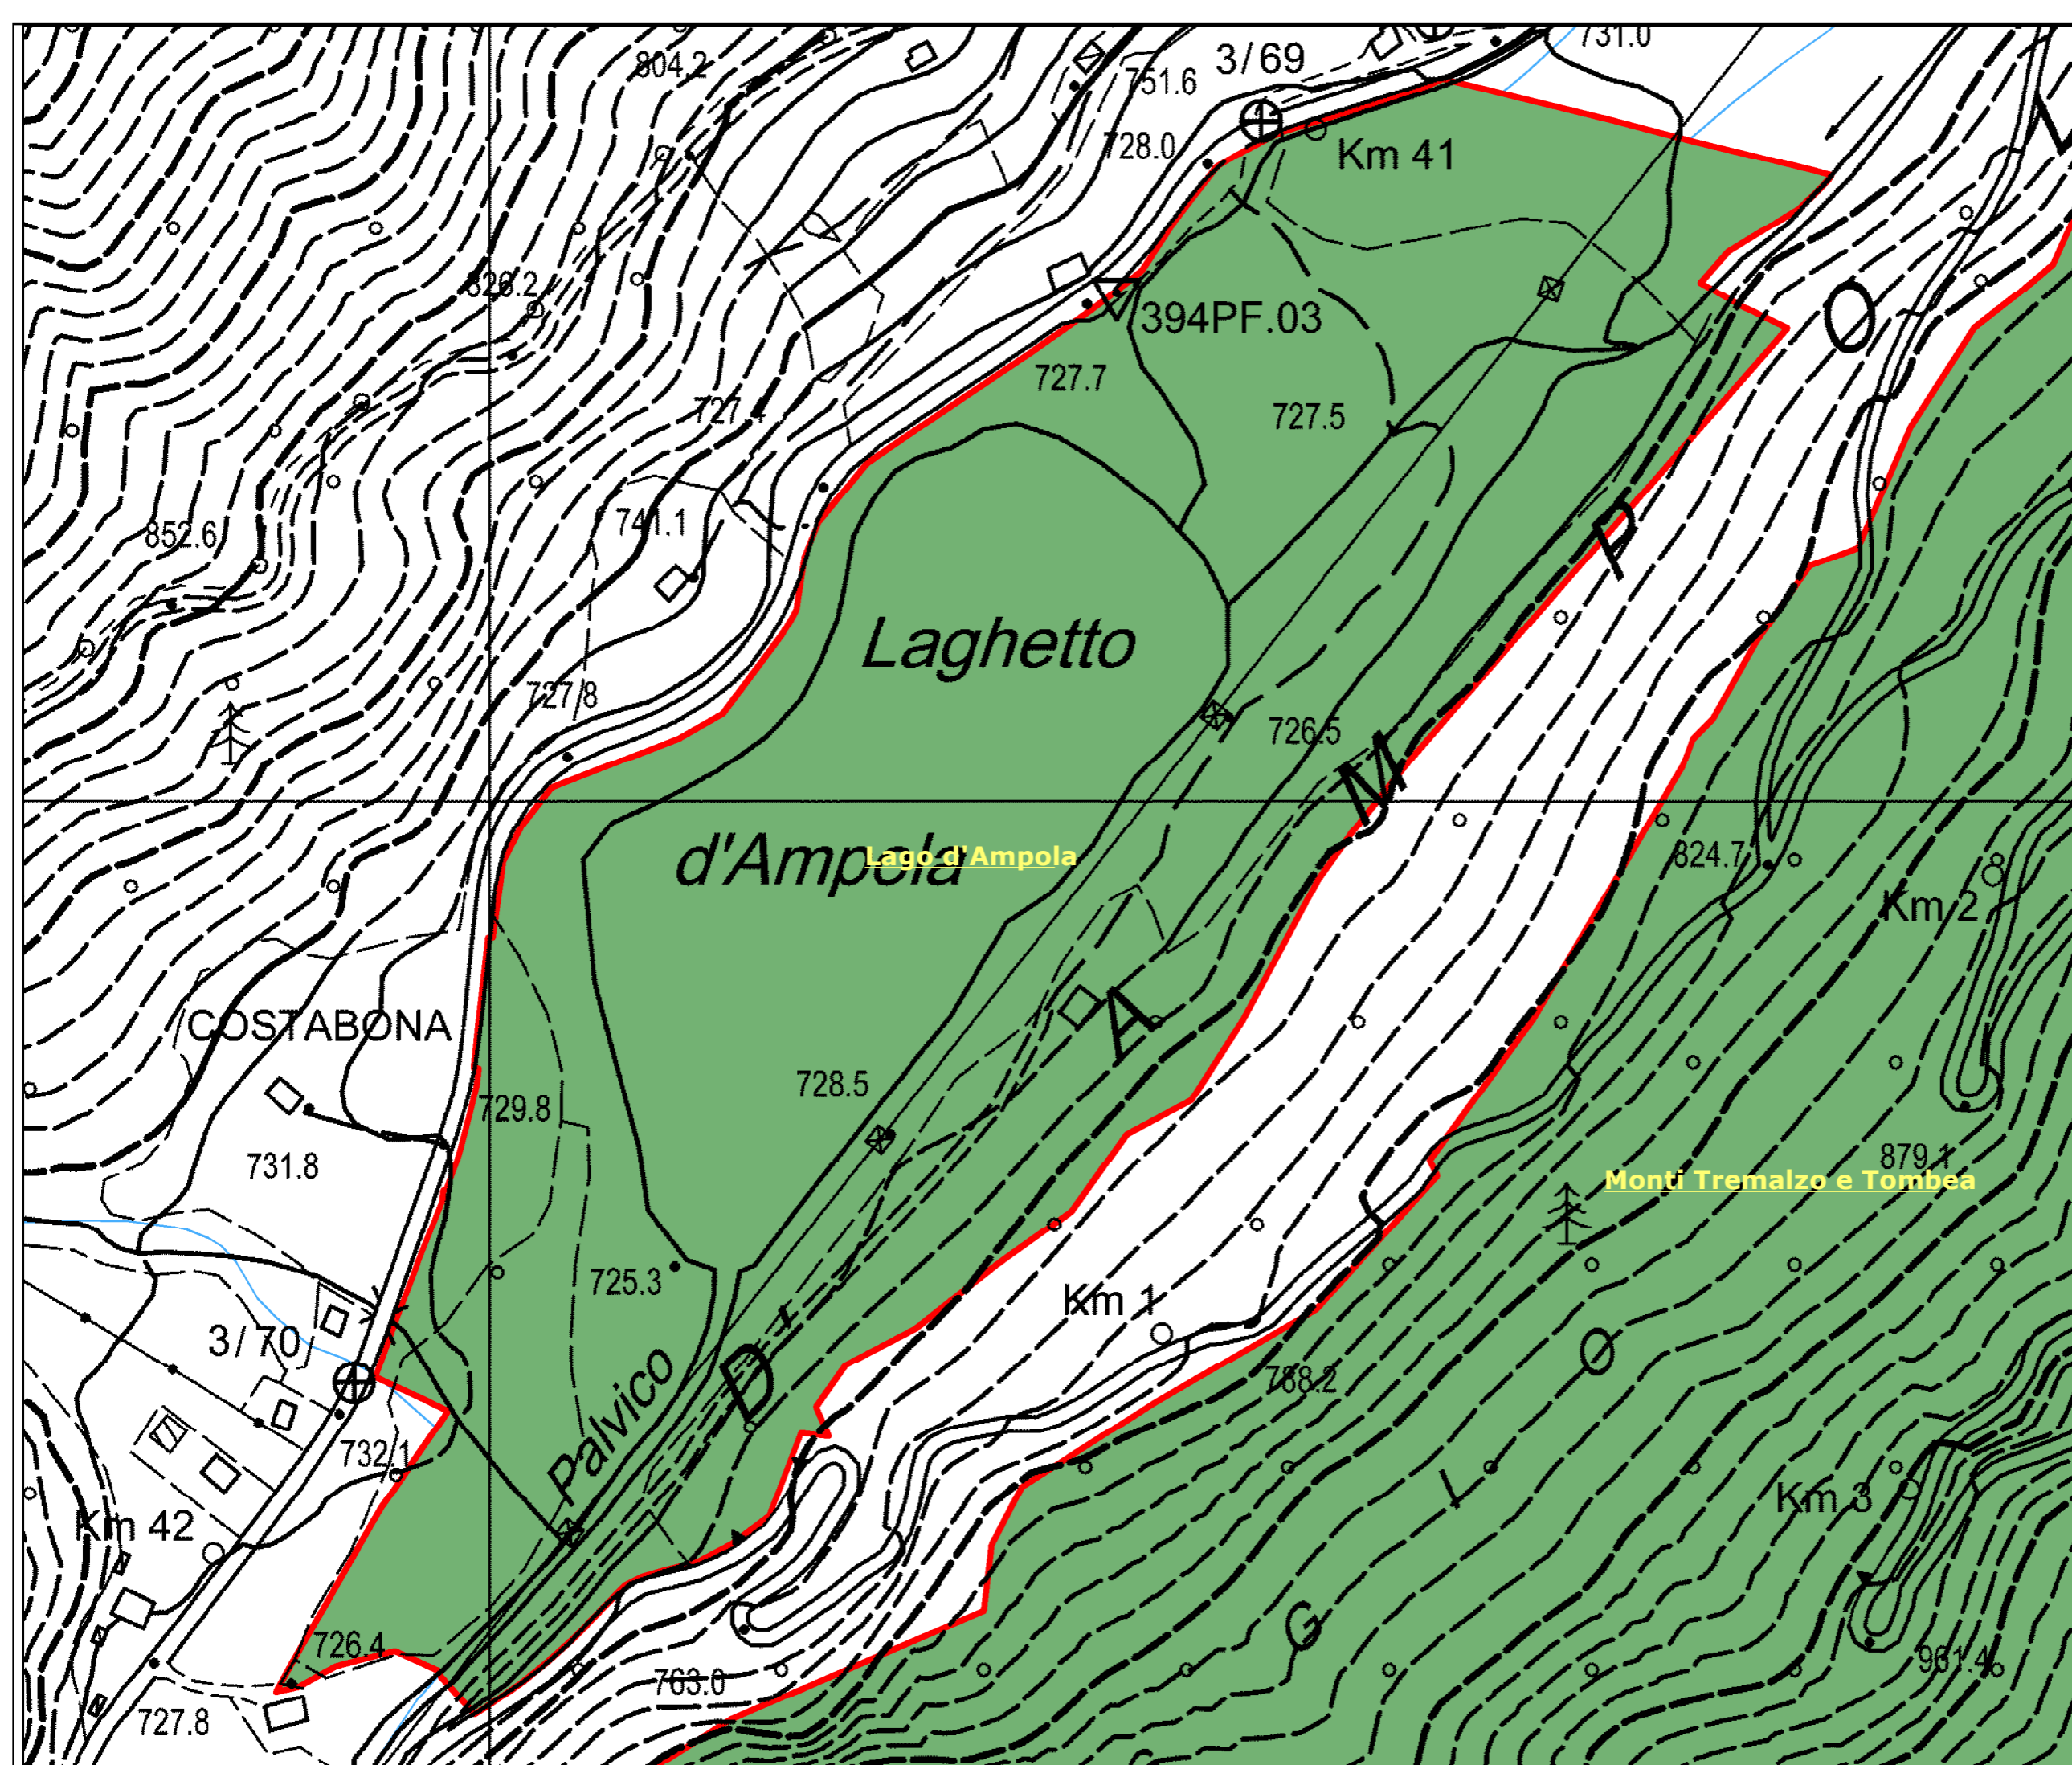 731.0
3/69
804.2
751.6
728.0
Km 41
826.2
394PF.03
727.7
727.5
O
852.6
741.1
P
Laghetto
727.8
726.5
M
d'Ampola
Lago d'Ampola
824.7
Km 2
A
COSTABONA
728.5
729.8
731.8
879.1
Monti Tremalzo e Tombea
725.3
Km 1
3/70
O
D'
788.2
Palvico
732.1
I
Km 3
Km 42
G
726.4
961.4
763.0
727.8